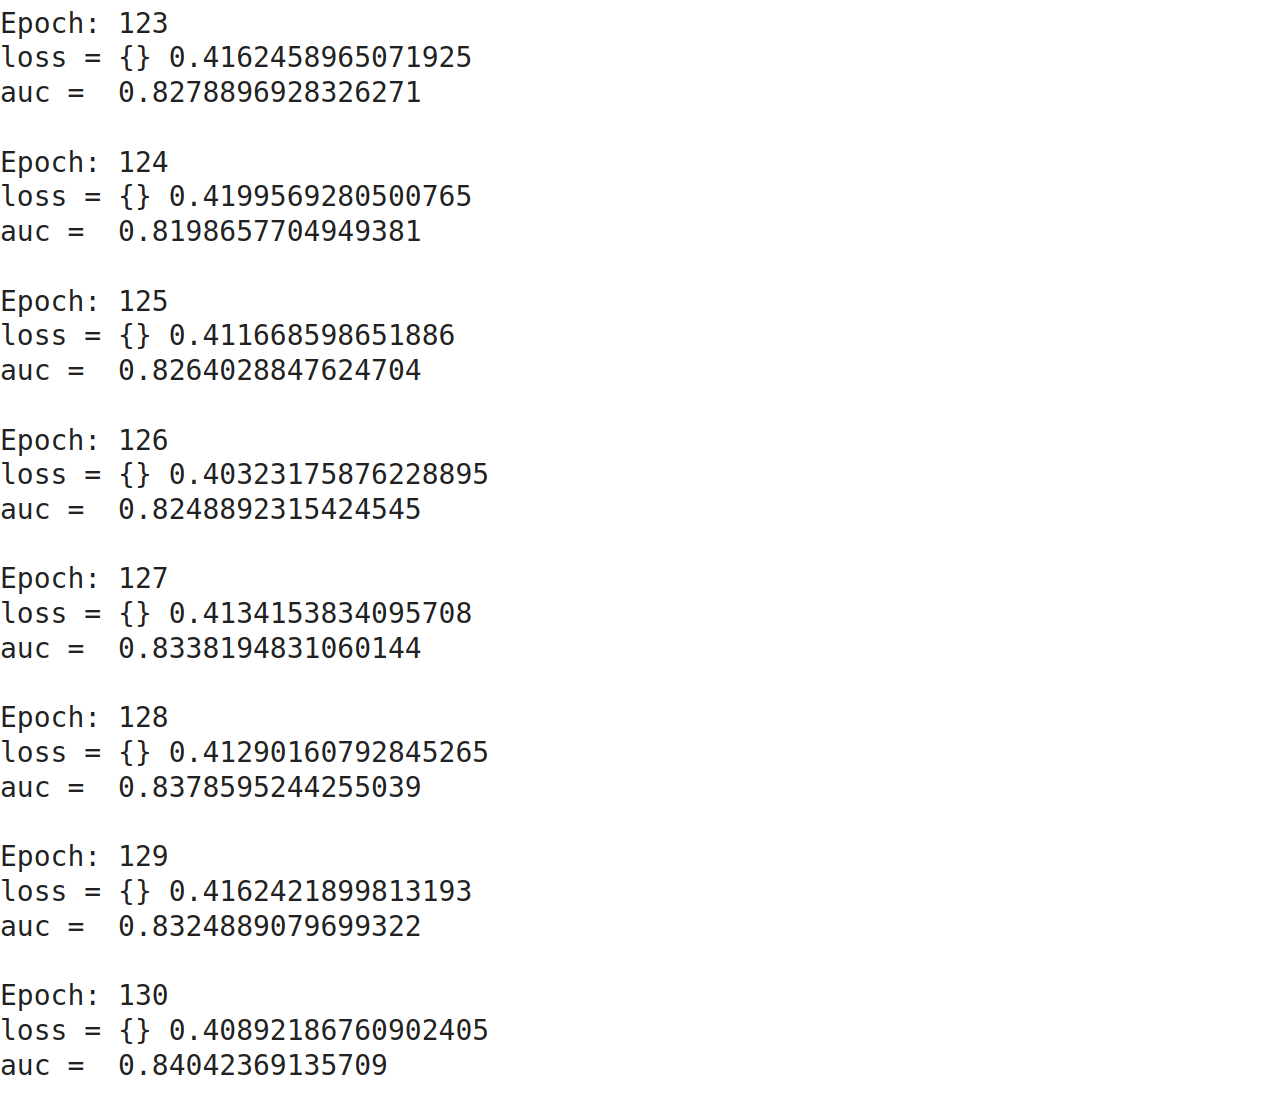 Epoch: 123
loss = {} 0.4162458965071925
auc =  0.8278896928326271
Epoch: 124
loss = {} 0.4199569280500765
auc =  0.8198657704949381
Epoch: 125
loss = {} 0.411668598651886
auc =  0.8264028847624704
Epoch: 126
loss = {} 0.40323175876228895
auc =  0.8248892315424545
Epoch: 127
loss = {} 0.4134153834095708
auc =  0.8338194831060144
Epoch: 128
loss = {} 0.41290160792845265
auc =  0.8378595244255039
Epoch: 129
loss = {} 0.4162421899813193
auc =  0.8324889079699322
Epoch: 130
loss = {} 0.40892186760902405
auc =  0.84042369135709